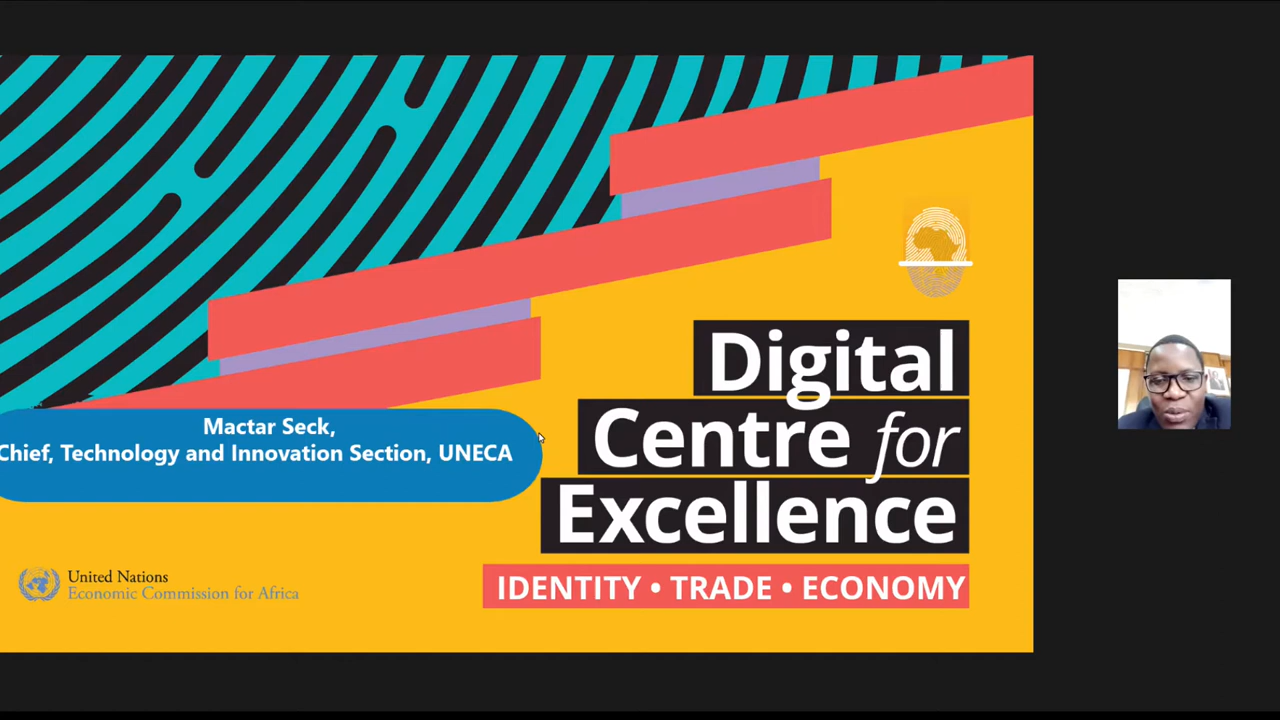 Digital
Centre for
Excellence
IDENTITY • TRADE • ECONOMY
Mactar Seck,
Chief, Technology and Innovation Section, UNECA
United Nations
Economic Commission for Africa